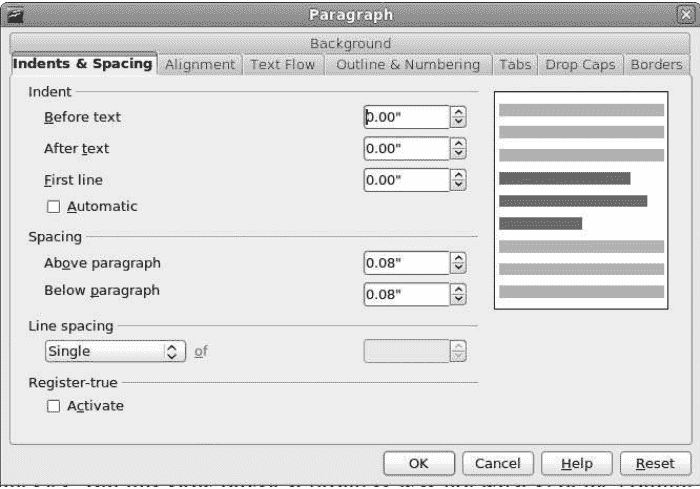 Paragraph
Background
Indents & Spacing Alignment Text Flow Outline & Numbering Tabs Drop Caps Borders
Indent
Before text 0.00"
After text 0.00"
First line 0.00"
Automatic
Spacing
Above paragraph 0.08"
Below paragraph 0.08"
Line spacing
Single of
Register-true
Activate
OK Cancel Help Reset